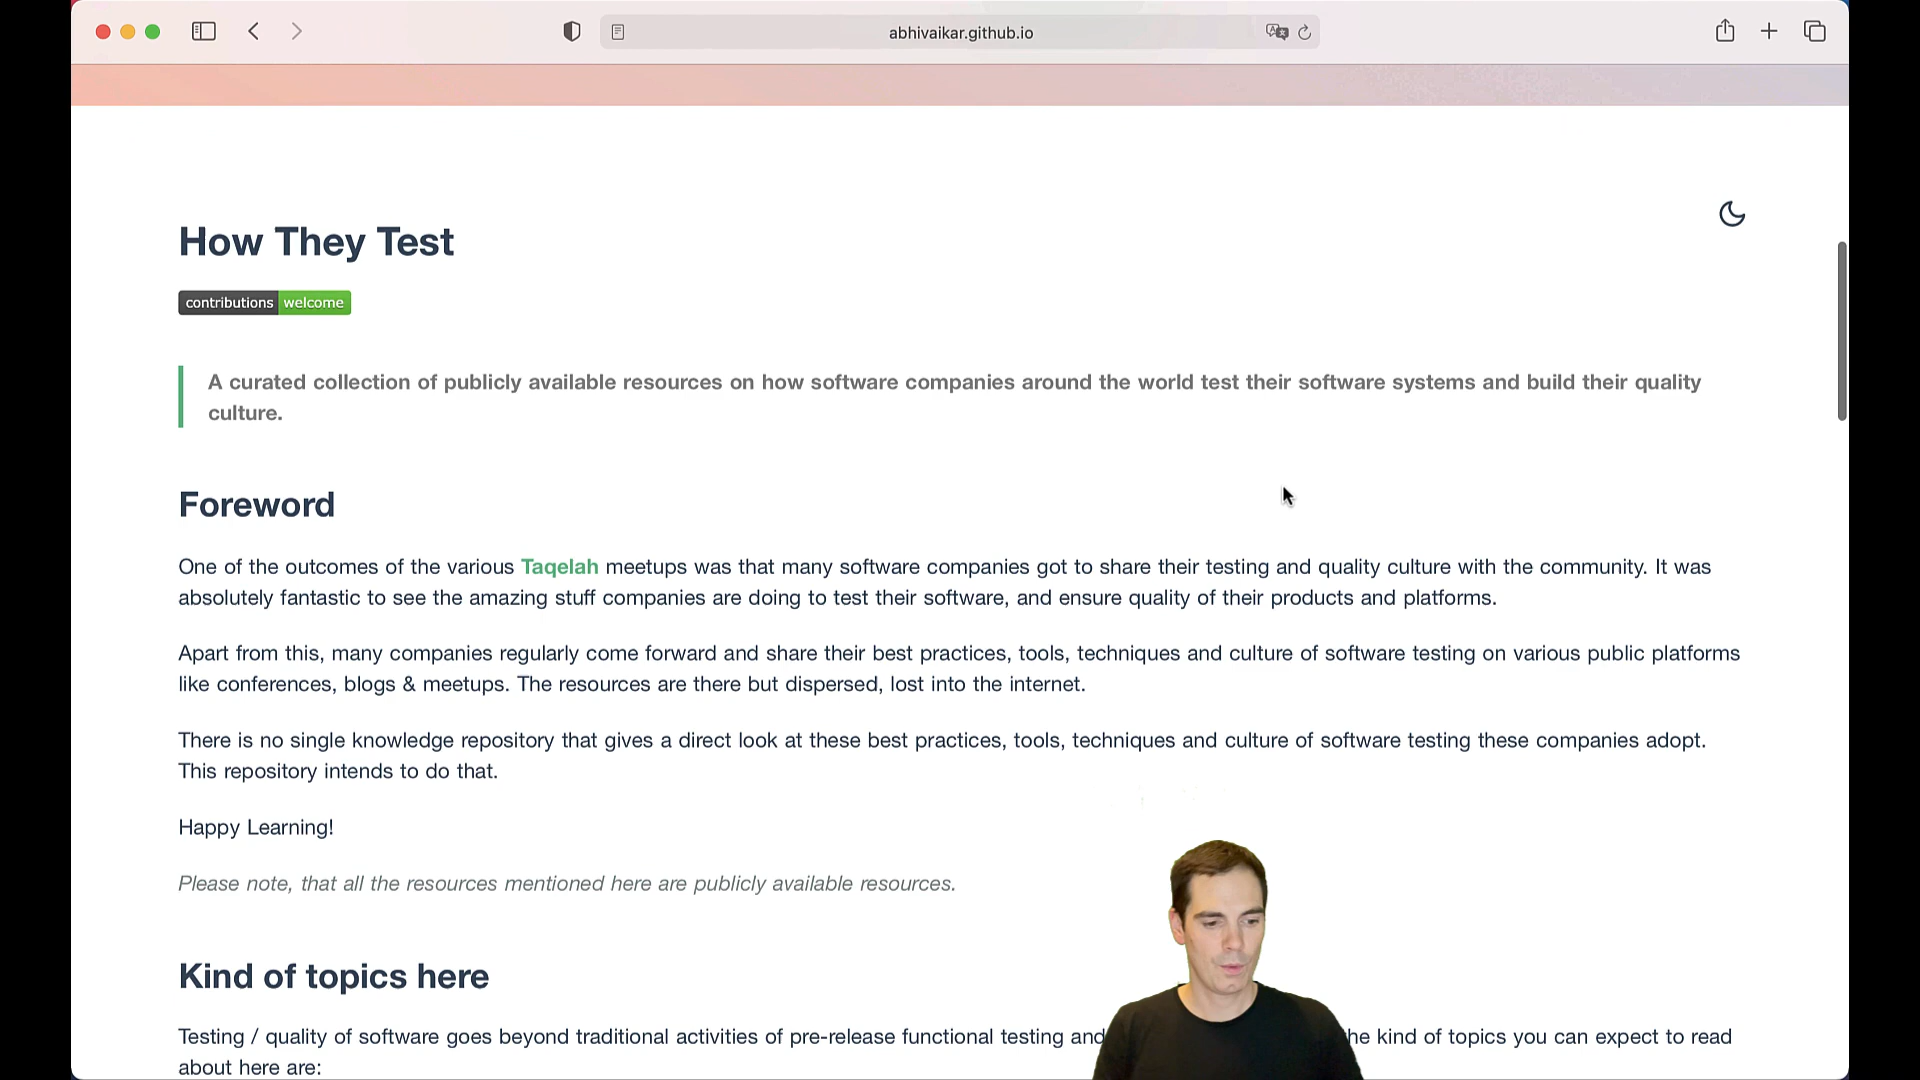 abhivaikar.github.io
How They Test
contributions welcome
A curated collection of publicly available resources on how software companies around the world test their software systems and build their quality
culture.
Foreword
One of the outcomes of the various Taqelah meetups was that many software companies got to share their testing and quality culture with the community. It was
absolutely fantastic to see the amazing stuff companies are doing to test their software, and ensure quality of their products and platforms.
Apart from this, many companies regularly come forward and share their best practices, tools, techniques and culture of software testing on various public platforms
like conferences, blogs & meetups. The resources are there but dispersed, lost into the internet.
There is no single knowledge repository that gives a direct look at these best practices, tools, techniques and culture of software testing these companies adopt.
This repository intends to do that.
Happy Learning!
Please note, that all the resources mentioned here are publicly available resources.
Kind of topics here
Testing / quality of software goes beyond traditional activities of pre-release functional testing and he kind of topics you can expect to read
about here are: